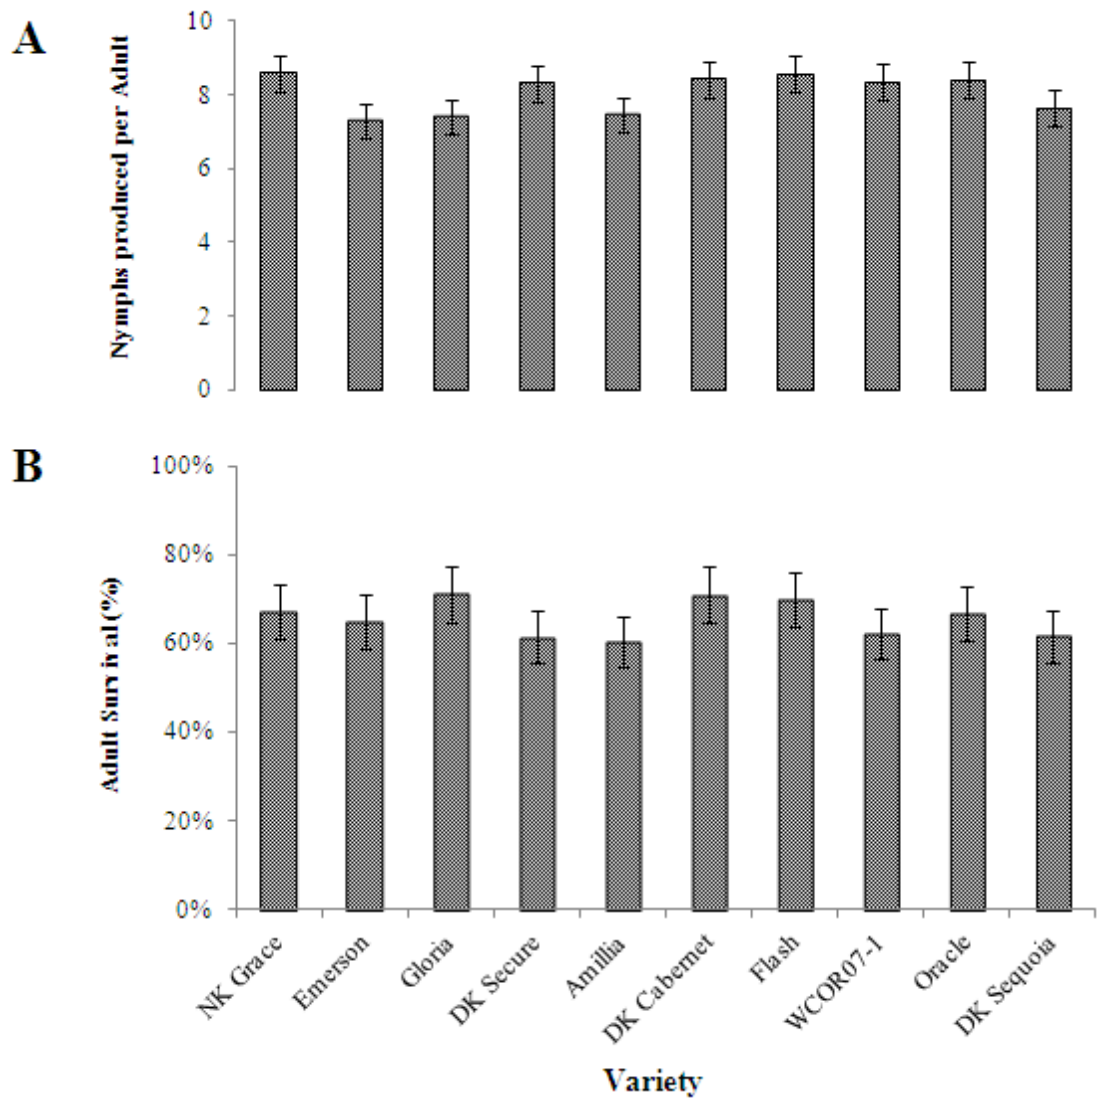 A
Nymphs produced per Adult
10
8
6
4
2
0
B
Adult Survival (%)
100%
80%
60%
40%
20%
0%
NK Grace
Emerson
Gloria
DK Secure
Amillia
DK Cabernet
Flash
WCOR07-1
Oracle
DK Sequoia
Variety